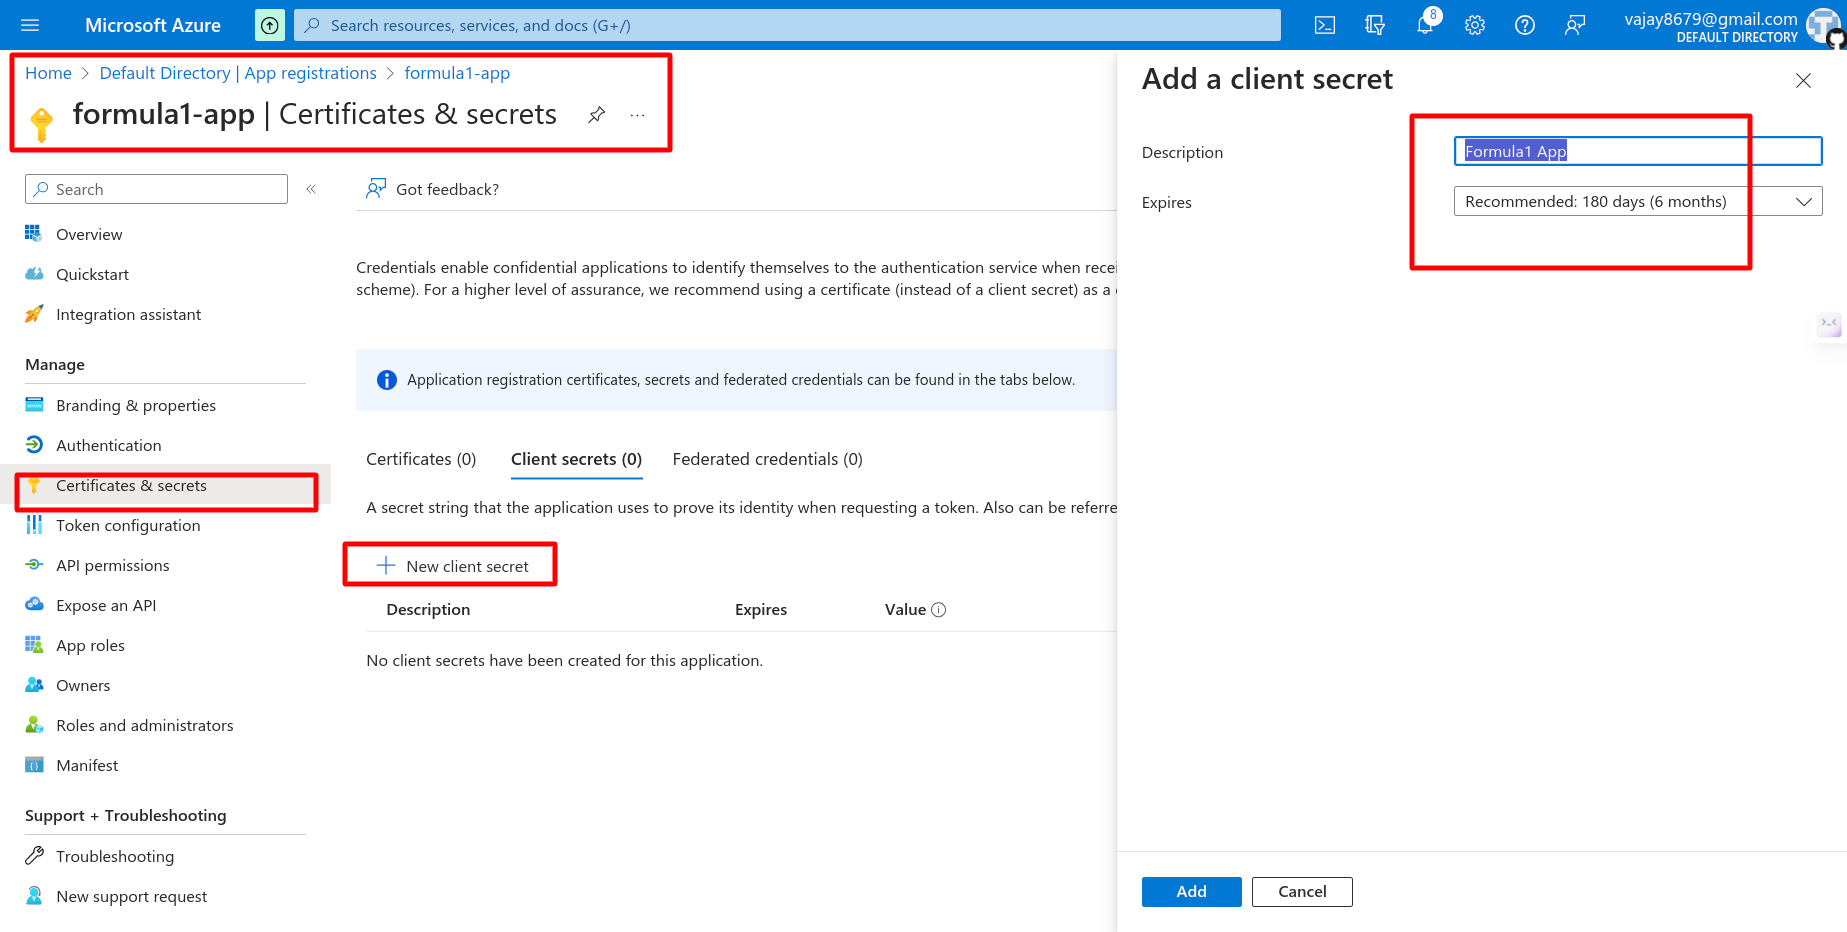 Microsoft Azure
Search resources, services, and docs (G+/)
8
vajay8679@gmail.com
DEFAULT DIRECTORY
Home > Default Directory | App registrations > formula1-app
formula1-app | Certificates & secrets
...
Search
«
Overview
Quickstart
Integration assistant
Manage
Branding & properties
Authentication
Certificates & secrets
Token configuration
API permissions
Expose an API
App roles
Owners
Roles and administrators
Manifest
Support + Troubleshooting
Troubleshooting
New support request
Got feedback?
Credentials enable confidential applications to identify themselves to the authentication service when recei
scheme). For a higher level of assurance, we recommend using a certificate (instead of a client secret) as a
Application registration certificates, secrets and federated credentials can be found in the tabs below.
Certificates (0) Client secrets (0) Federated credentials (0)
A secret string that the application uses to prove its identity when requesting a token. Also can be referre
New client secret
Description Expires Value
No client secrets have been created for this application.
Add a client secret
Description Formula1 App
Expires Recommended: 180 days (6 months)
Add Cancel